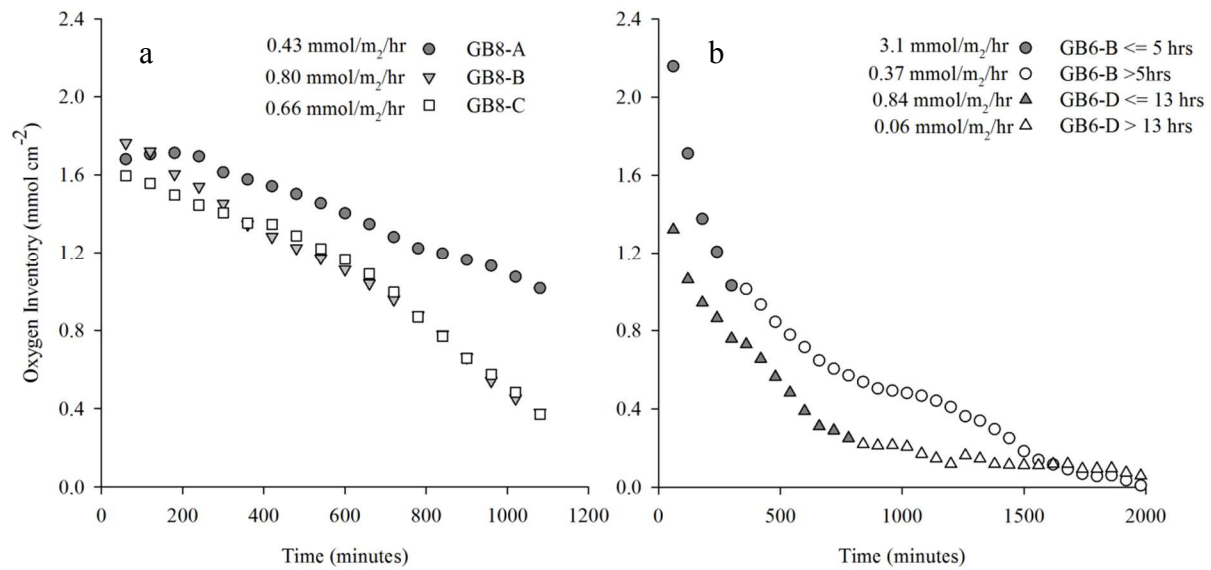 a
0.43 mmol/m2/hr GB8-A
0.80 mmol/m2/hr GB8-B
0.66 mmol/m2/hr GB8-C
Oxygen Inventory (mmol cm-2)
2.4
2.0
1.6
1.2
0.8
0.4
0.0
0 200 400 600 800 1000 1200
Time (minutes)
b
3.1 mmol/m2/hr GB6-B <= 5 hrs
0.37 mmol/m2/hr GB6-B >5hrs
0.84 mmol/m2/hr GB6-D <= 13 hrs
0.06 mmol/m2/hr GB6-D > 13 hrs
2.4
2.0
1.6
1.2
0.8
0.4
0.0
0 500 1000 1500 2000
Time (minutes)